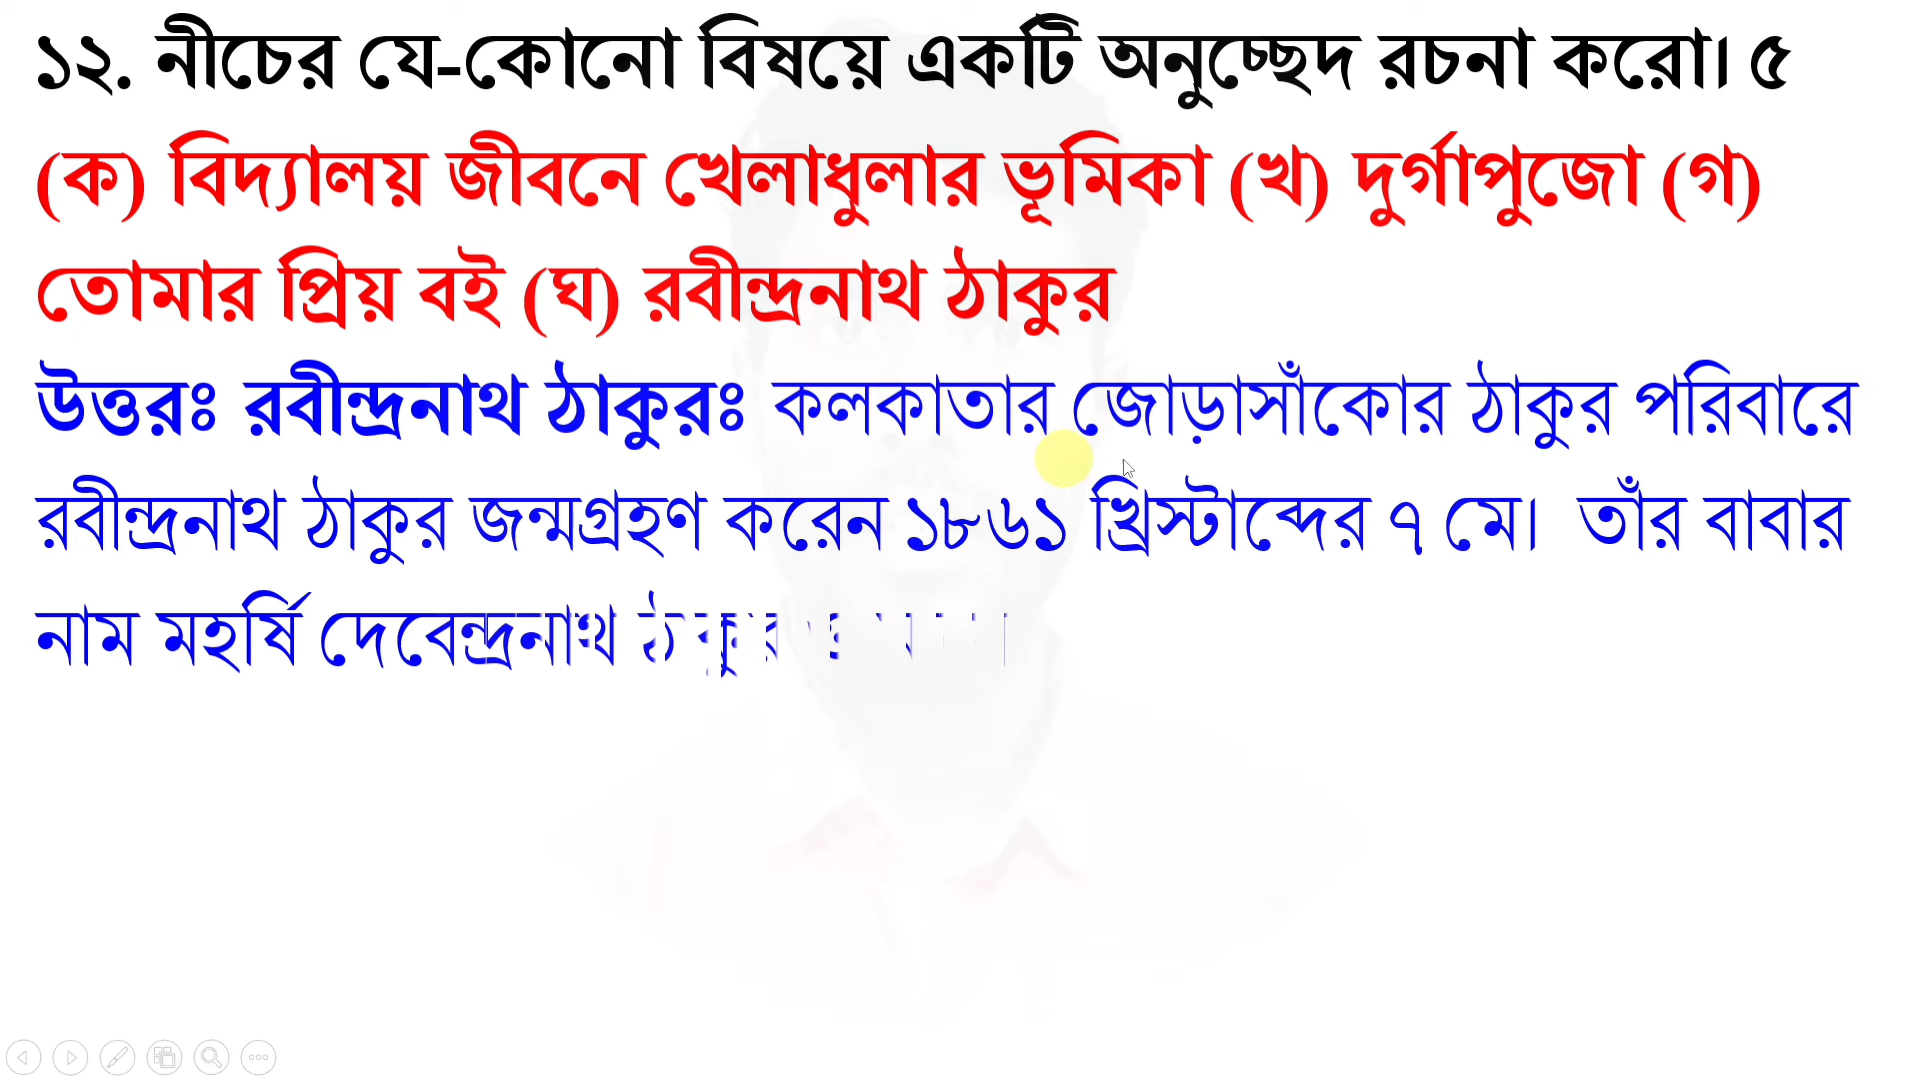 ১২. নীচের যে-কোনো বিষয়ে একটি অনুচ্ছেদ রচনা করো। ৫
(ক) বিদ্যালয় জীবনে খেলাধুলার ভূমিকা (খ) দুর্গাপুজো (গ)
তোমার প্রিয় বই (ঘ) রবীন্দ্রনাথ ঠাকুর
উত্তরঃ রবীন্দ্রনাথ ঠাকুরঃ কলকাতার জোড়াসাঁকোর ঠাকুর পরিবারে
রবীন্দ্রনাথ ঠাকুর জন্মগ্রহণ করেন ১৮৬১ খ্রিস্টাব্দের ৭ মে। তাঁর বাবার
নাম মহর্ষি দেবেন্দ্রনাথ ঠাকুর